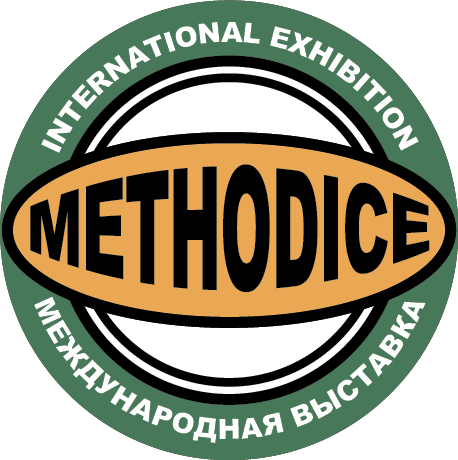 INTERNATIONAL EXHIBITION
METHODICE
МЕЖДУНАРОДНАЯ ВЫСТАВКА